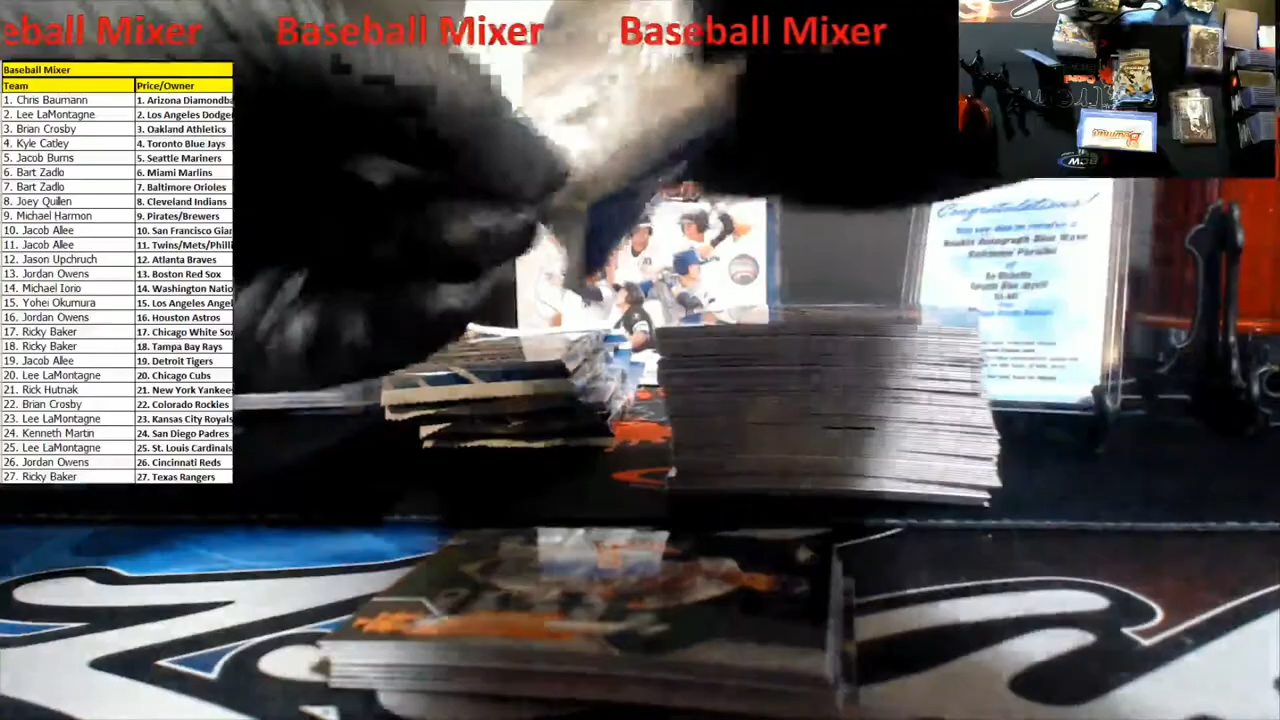 eball Mixer Baseball Mixer Baseball Mixer
Baseball Mixer
Team Price/Owner
1. Chris Baumann 1. Arizona Diamondba
2. Lee LaMontagne 2. Los Angeles Dodger
3. Brian Crosby 3. Oakland Athletics
4. Kyle Catley 4. Toronto Blue Jays
5. Jacob Burns 5. Seattle Mariners
6. Bart Zadlo 6. Miami Marlins
7. Bart Zadlo 7. Baltimore Orioles
8. Joey Quillen 8. Cleveland Indians
9. Michael Harmon 9. Pirates/Brewers
10. Jacob Allee 10. San Francisco Gian
11. Jacob Allee 11. Twins/Mets/Philli
12. Jason Upchruch 12. Atlanta Braves
13. Jordan Owens 13. Boston Red Sox
14. Michael Iorio 14. Washington Natio
15. Yohei Okumura 15. Los Angeles Angel
16. Jordan Owens 16. Houston Astros
17. Ricky Baker 17. Chicago White So
18. Ricky Baker 18. Tampa Bay Rays
19. Jacob Allee 19. Detroit Tigers
20. Lee LaMontagne 20. Chicago Cubs
21. Rick Hutnak 21. New York Yankees
22. Brian Crosby 22. Colorado Rockies
23. Lee LaMontagne 23. Kansas City Royals
24. Kenneth Martin 24. San Diego Padres
25. Lee LaMontagne 25. St. Louis Cardinals
26. Jordan Owens 26. Cincinnati Reds
27. Ricky Baker 27. Texas Rangers
Congratulations!